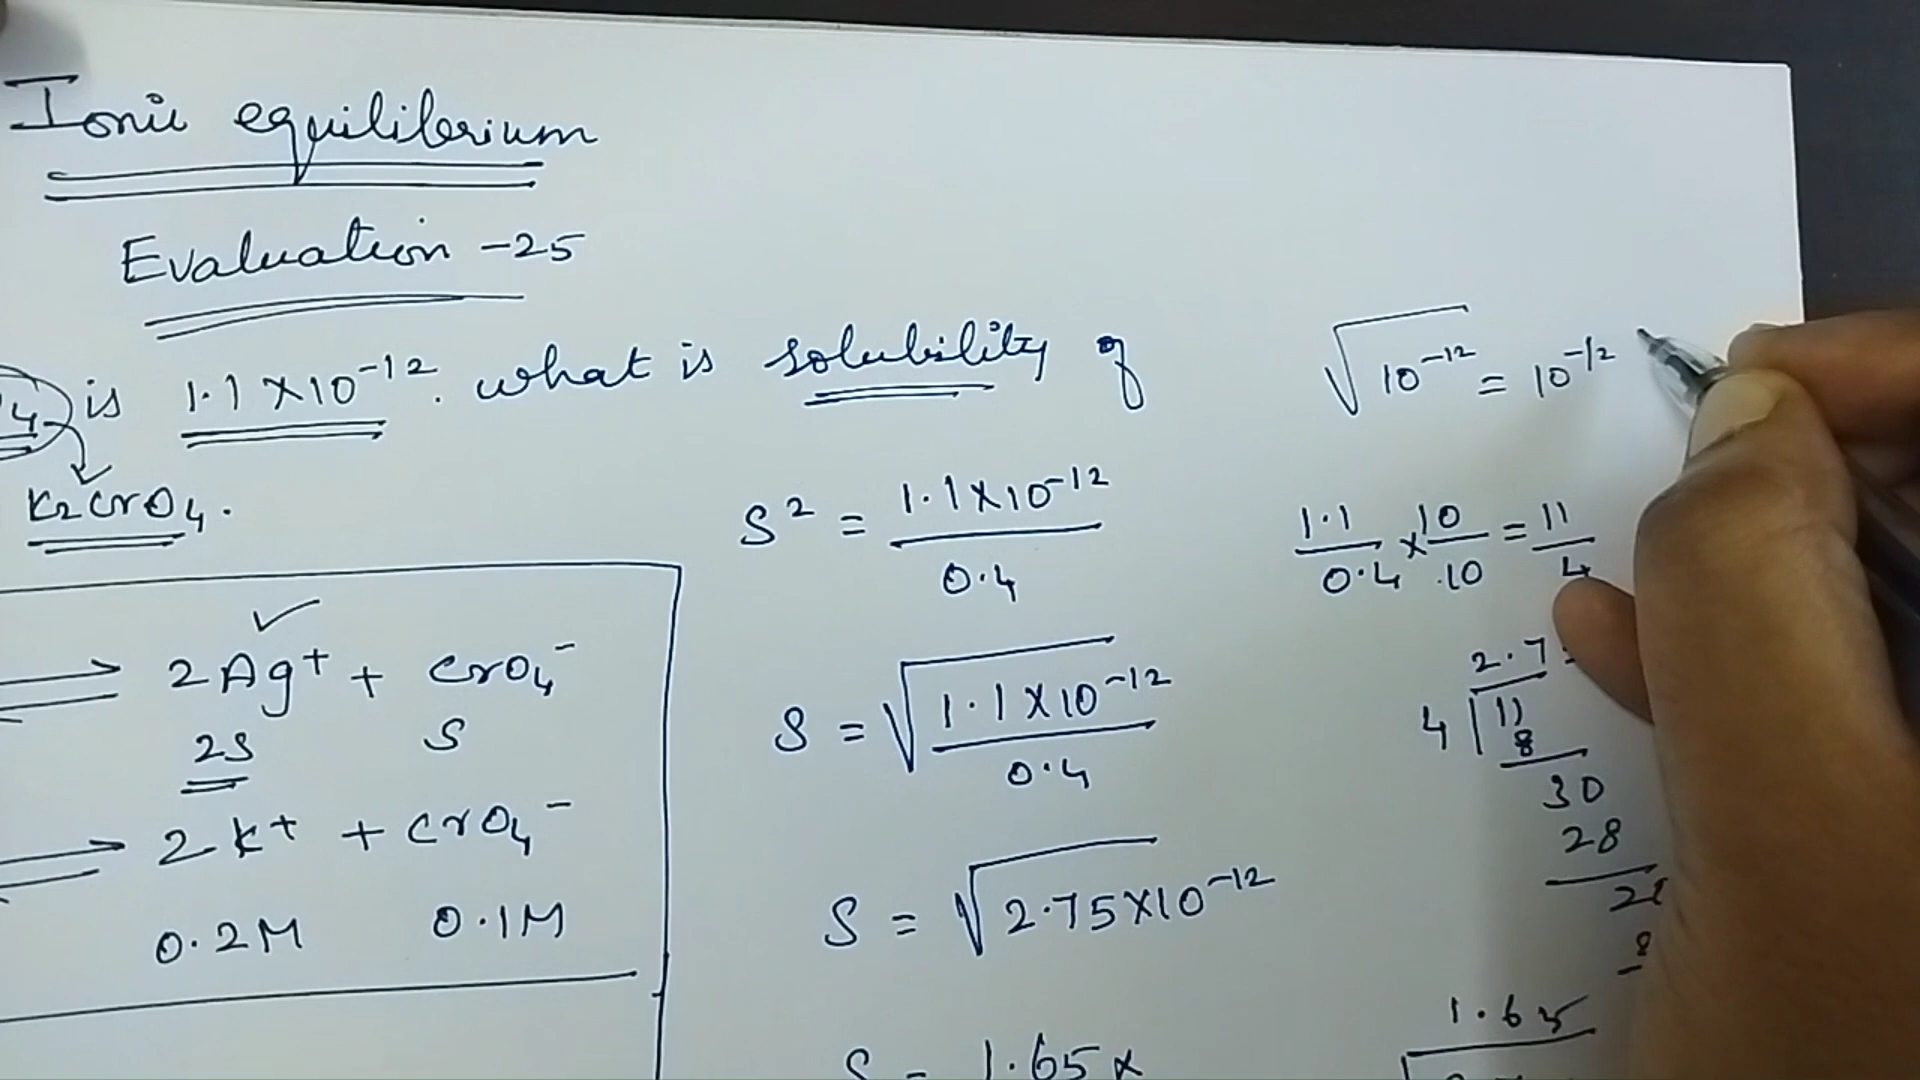 Ionic equilibrium
Evaluation -25
4 is 1.1 X 10⁻¹². what is solubility of
K2CrO4.
2Ag⁺ + CrO4⁻
2S S
2K⁺ + CrO4⁻
0.2M 0.1M
S² = 1.1 X 10⁻¹² / 0.4
S = √(1.1 X 10⁻¹² / 0.4)
S = √2.75 X 10⁻¹²
S = 1.65 x
√10⁻¹² = 10⁻¹/²
1.1 / 0.4 x 10 / 10 = 11 / 4
2.7
4 11
8
30
28
2
1.65